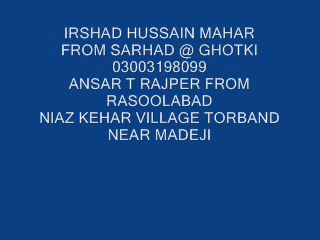 IRSHAD HUSSAIN MAHAR
FROM SARHAD @ GHOTKI
03003198099
ANSAR T RAJPER FROM
RASOOLABAD
NIAZ KEHAR VILLAGE TORBAND
NEAR MADEJI